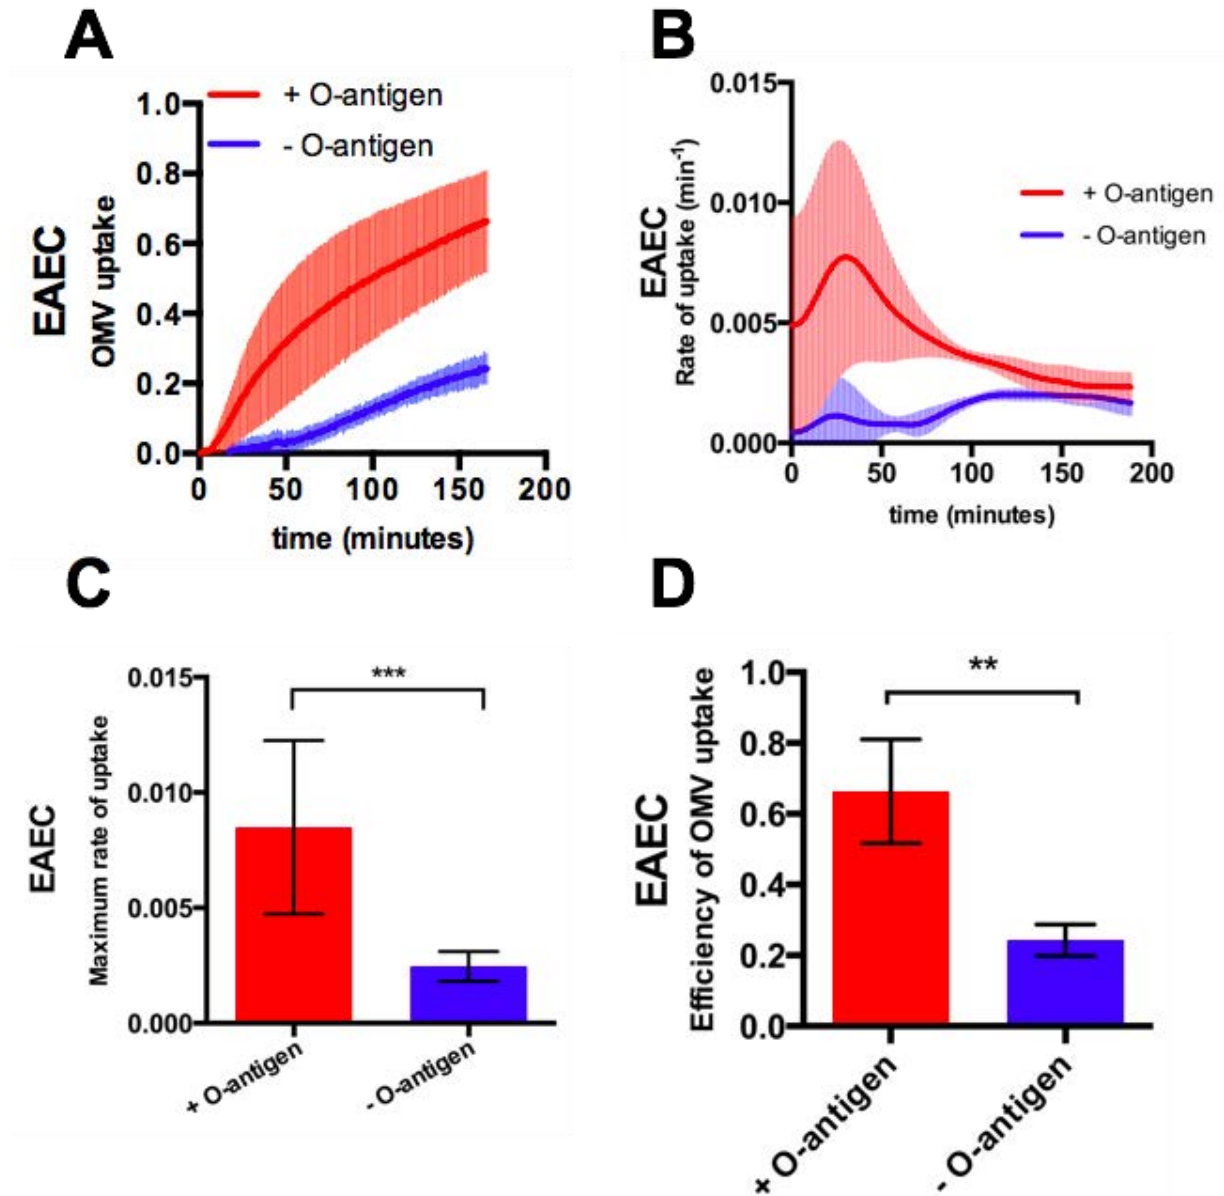 A
+ O-antigen
- O-antigen
EAEC
OMV uptake
1.0
0.8
0.6
0.4
0.2
0.0
0 50 100 150 200
time (minutes)
B
EAEC
Rate of uptake (min⁻¹)
0.015
0.010
0.005
0.000
+ O-antigen
- O-antigen
0 50 100 150 200
time (minutes)
C
EAEC
Maximum rate of uptake
0.015
0.010
0.005
0.000
***
+ O-antigen
- O-antigen
D
EAEC
Efficiency of OMV uptake
1.0
0.8
0.6
0.4
0.2
0.0
**
+ O-antigen
- O-antigen